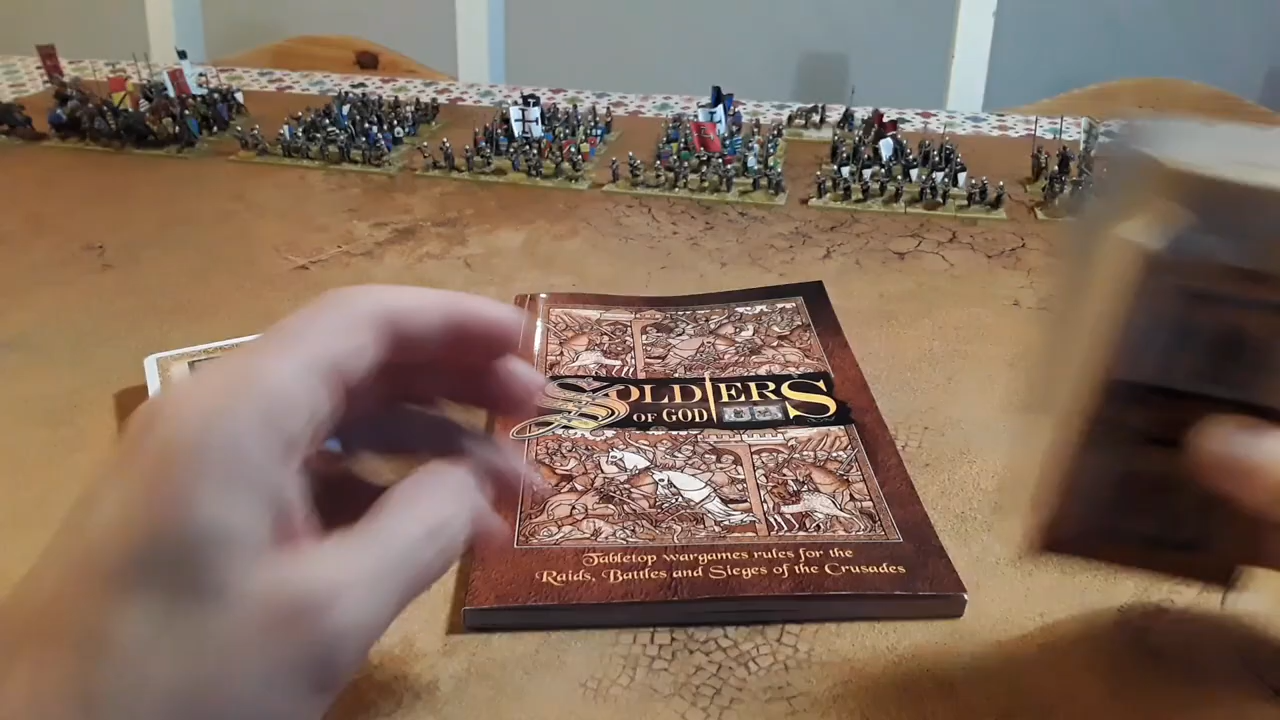 SOLDIERS
OF GOD
Tabletop wargames rules for the
Raids, Battles and Sieges of the Crusades